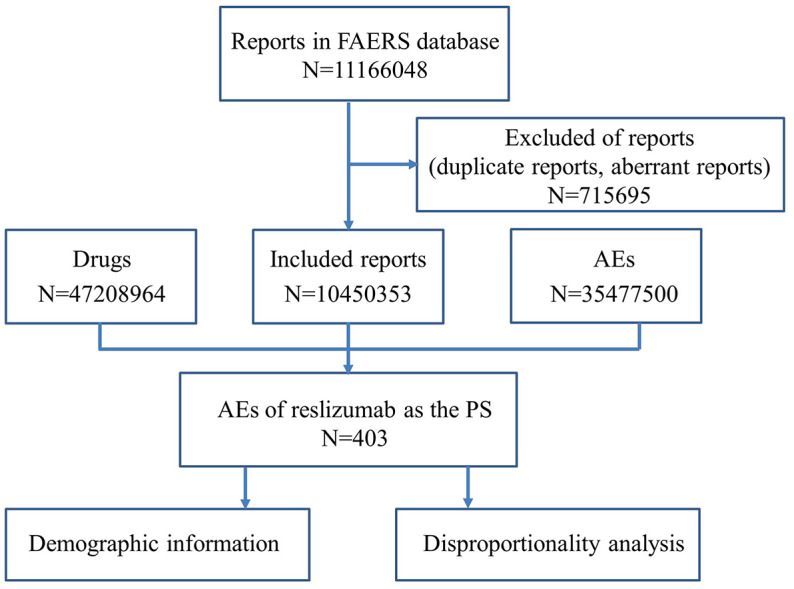 Reports in FAERS database
N=11166048
Excluded of reports
(duplicate reports, aberrant reports)
N=715695
Drugs
N=47208964
Included reports
N=10450353
AEs
N=35477500
AEs of reslizumab as the PS
N=403
Demographic information
Disproportionality analysis